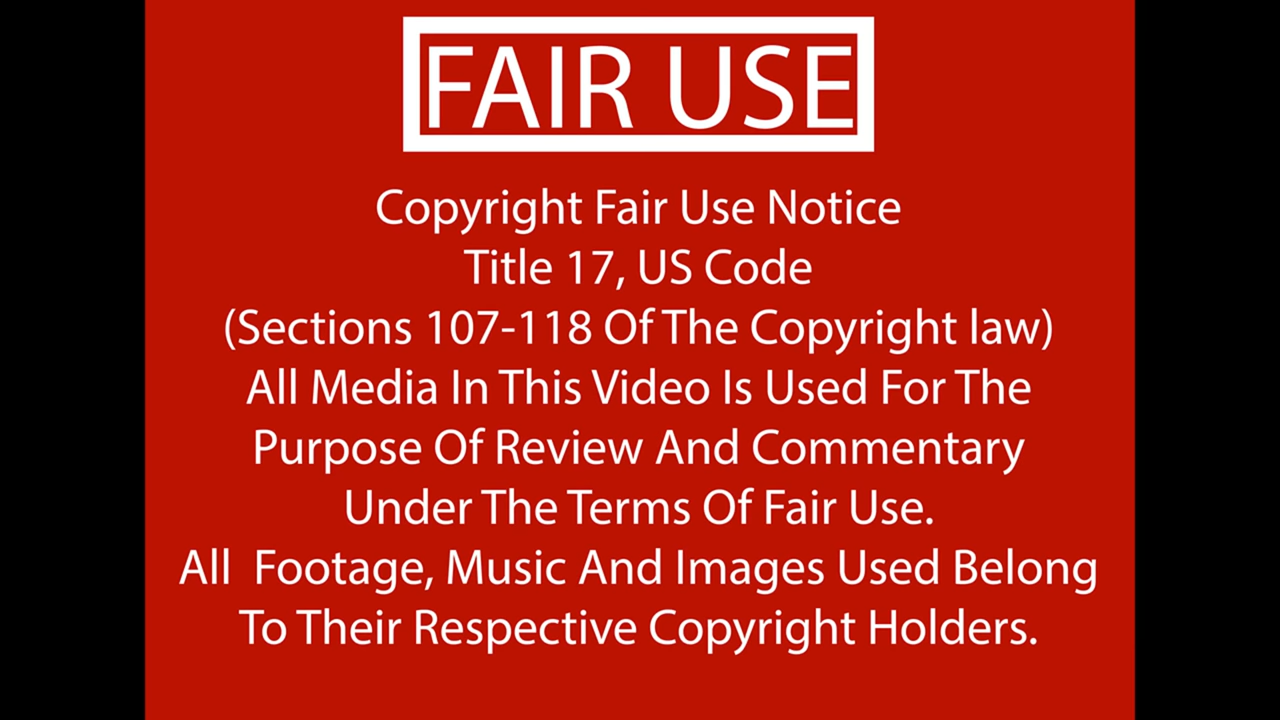 FAIR USE
Copyright Fair Use Notice
Title 17, US Code
(Sections 107-118 Of The Copyright law)
All Media In This Video Is Used For The
Purpose Of Review And Commentary
Under The Terms Of Fair Use.
All  Footage, Music And Images Used Belong
To Their Respective Copyright Holders.